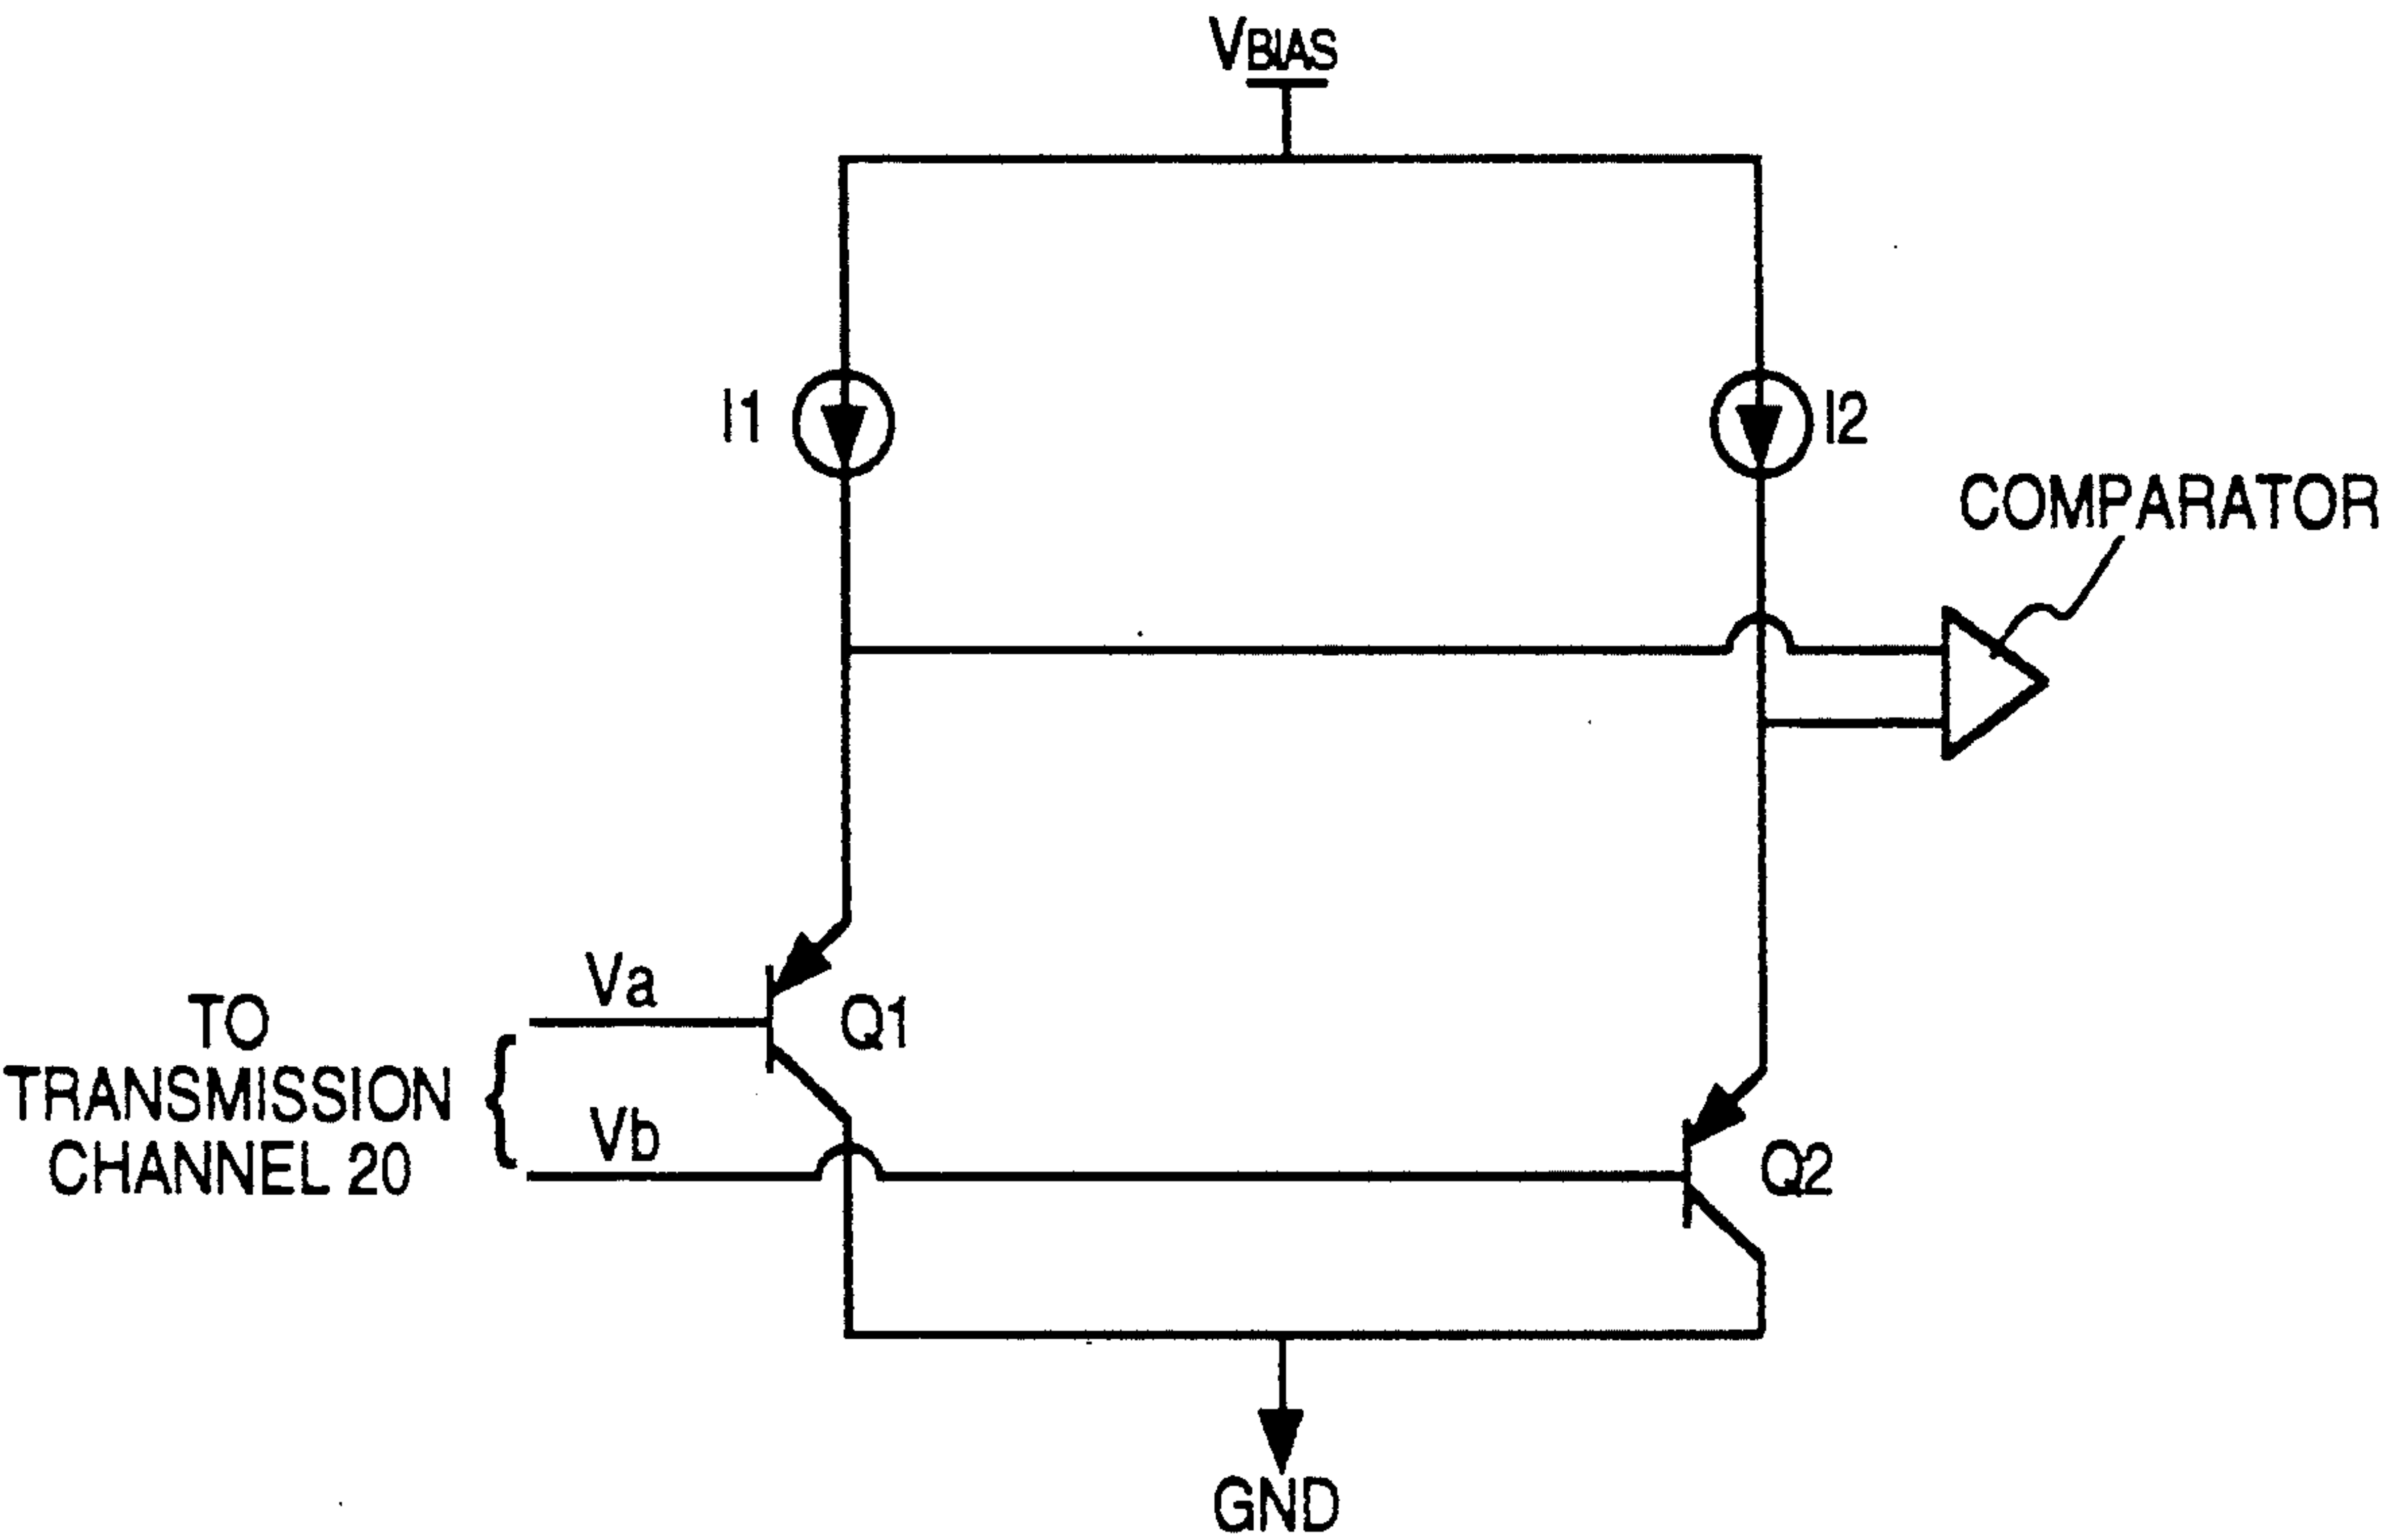 VBIAS
I1
I2
COMPARATOR
Va
Q1
TO
TRANSMISSION
CHANNEL 20
Vb
Q2
GND